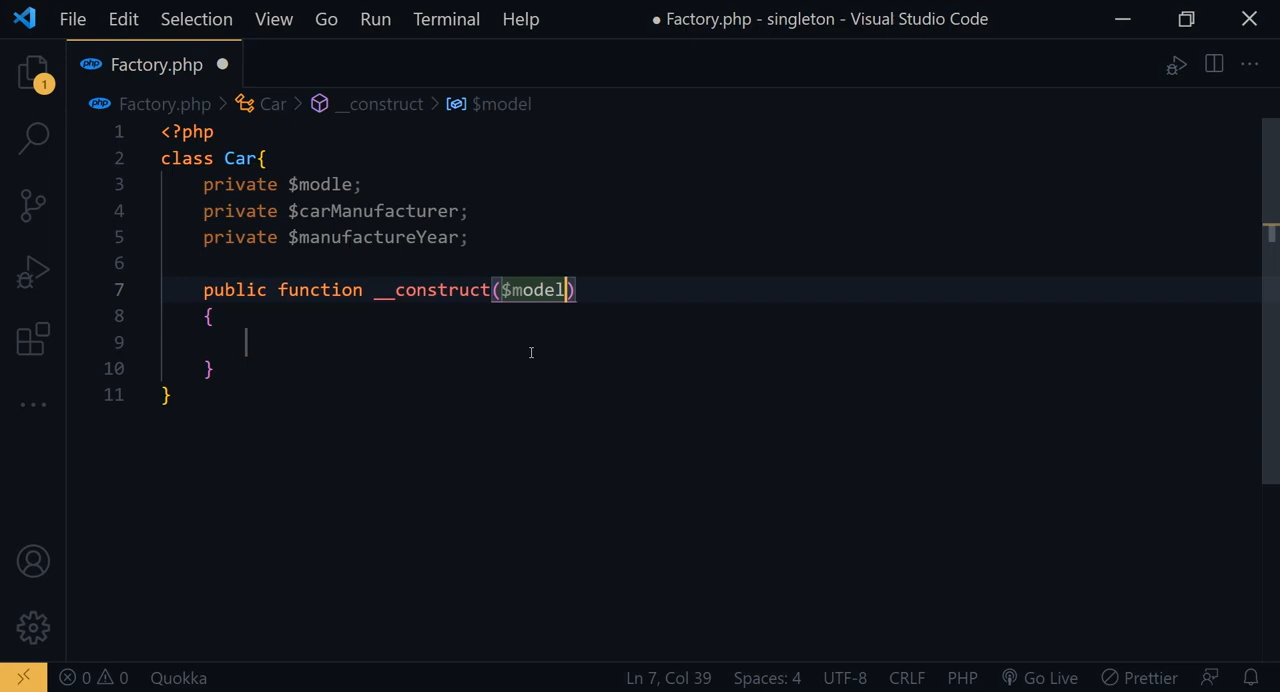 File Edit Selection View Go Run Terminal Help ● Factory.php - singleton - Visual Studio Code
php Factory.php ●
1
php Factory.php > Car > __construct > $model
1 <?php
2 class Car{
3 private $modle;
4 private $carManufacturer;
5 private $manufactureYear;
6
7 public function __construct($model)
8 {
9
10 }
11 }
0 0 Quokka Ln 7, Col 39 Spaces: 4 UTF-8 CRLF PHP Go Live Prettier